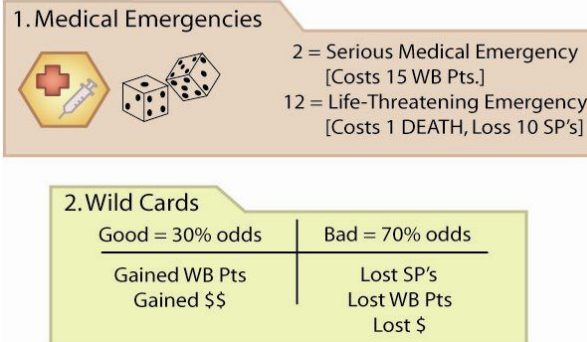 1. Medical Emergencies
2 = Serious Medical Emergency
[Costs 15 WB Pts.]
12 = Life-Threatening Emergency
[Costs 1 DEATH, Loss 10 SP's]
2. Wild Cards
Good = 30% odds
Bad = 70% odds
Gained WB Pts
Gained $$
Lost SP's
Lost WB Pts
Lost $